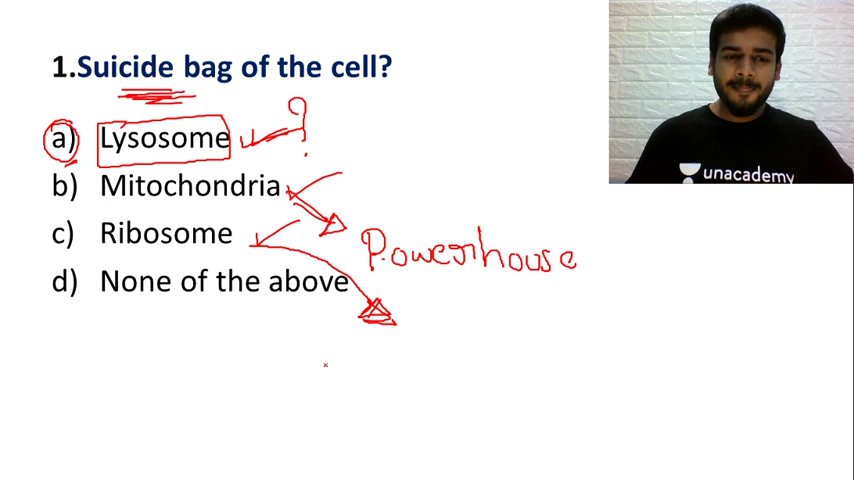 1.Suicide bag of the cell?
a) Lysosome ?
b) Mitochondria
c) Ribosome
Powerhouse
d) None of the above
unacademy